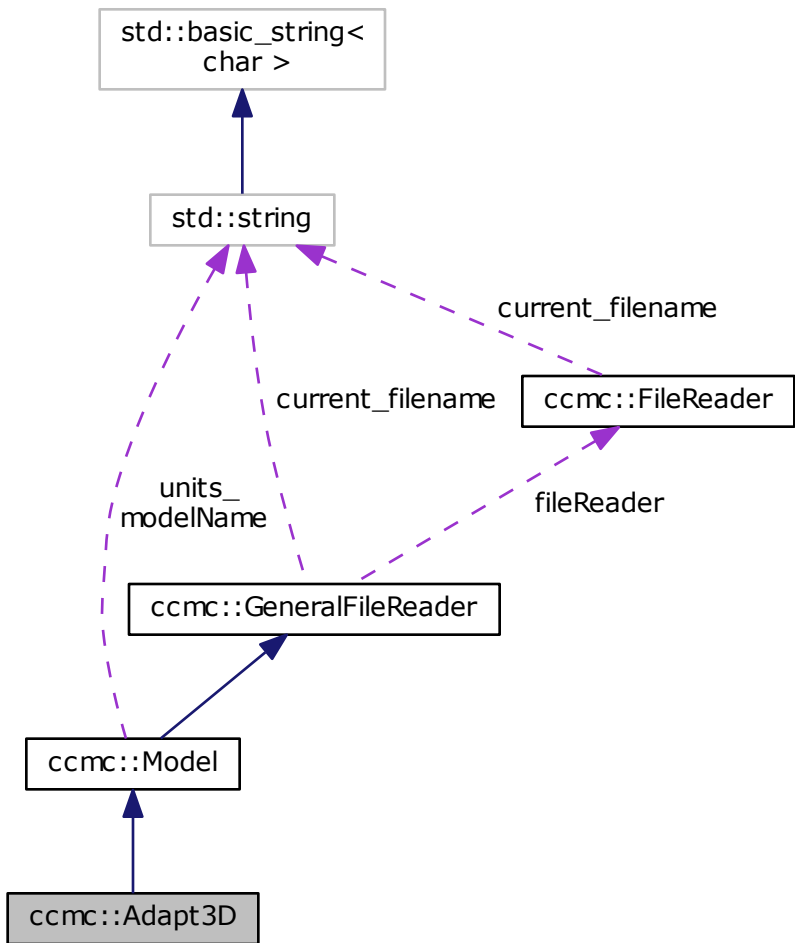 std::basic_string<
char >
std::string
current_filename
current_filename
ccmc::FileReader
units_
modelName
fileReader
ccmc::GeneralFileReader
ccmc::Model
ccmc::Adapt3D